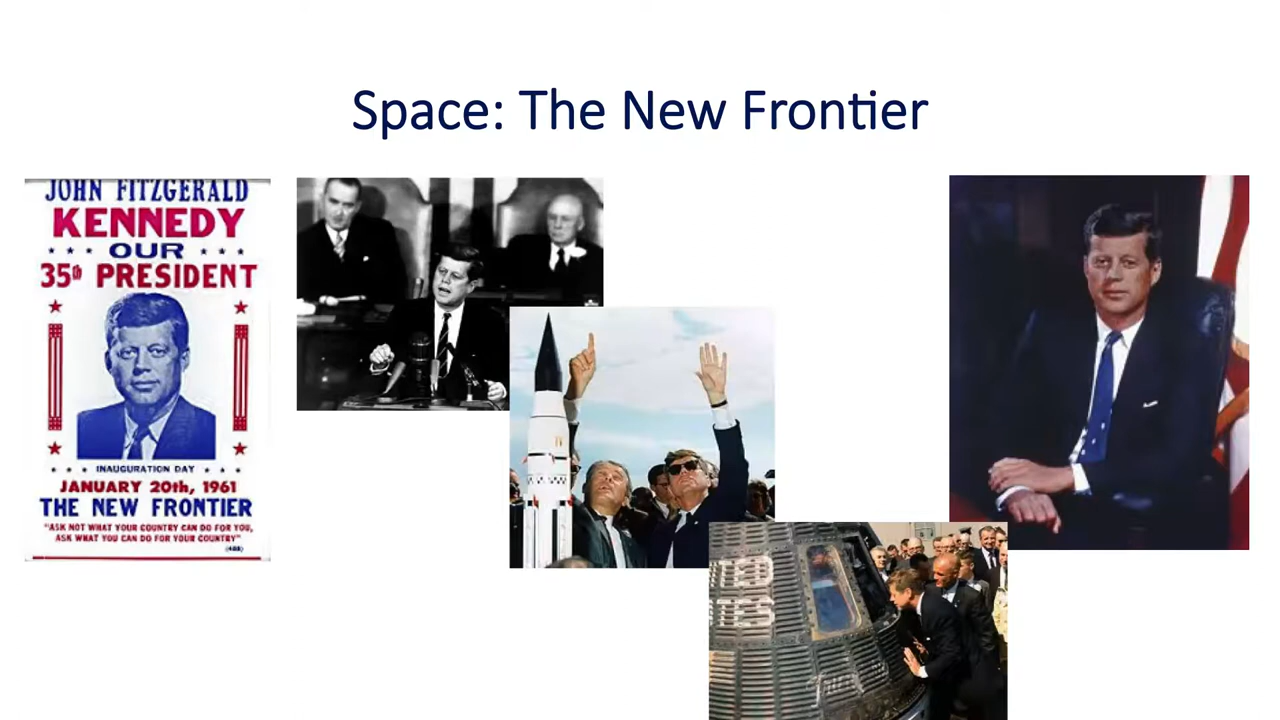 Space: The New Frontier
JOHN FITZGERALD
KENNEDY
OUR
35th PRESIDENT
INAUGURATION DAY
JANUARY 20th, 1961
THE NEW FRONTIER
"ASK NOT WHAT YOUR COUNTRY CAN DO FOR YOU,
ASK WHAT YOU CAN DO FOR YOUR COUNTRY"
TED
TES